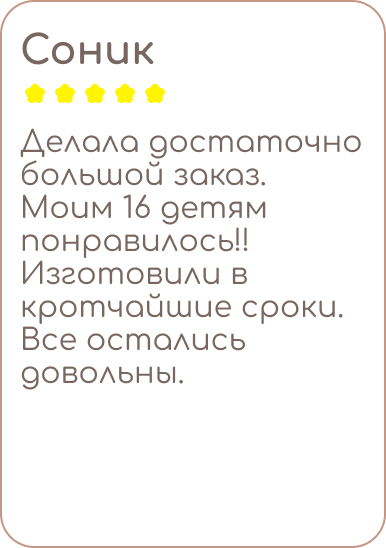 Соник
Делала достаточно
большой заказ.
Моим 16 детям
понравилось!!
Изготовили в
кротчайшие сроки.
Все остались
довольны.